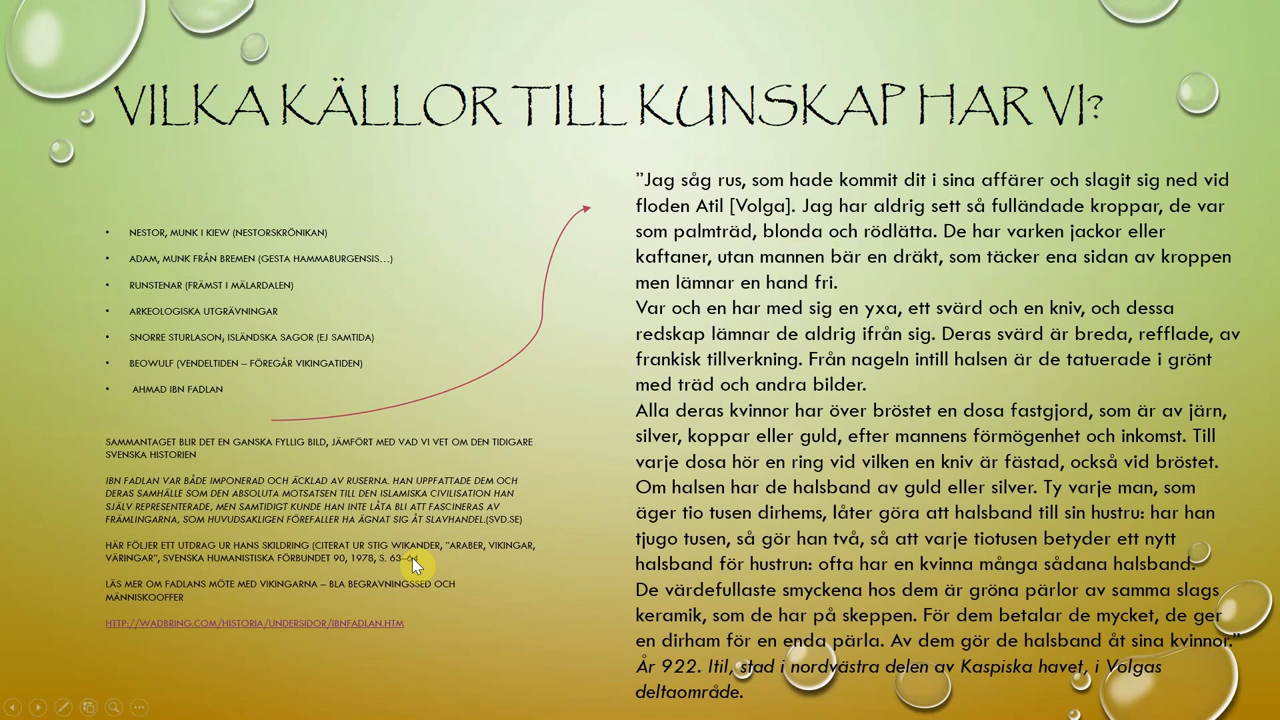 VILKA KÄLLOR TILL KUNSKAP HAR VI?
• NESTOR, MUNK I KIEW (NESTORSKRÖNIKAN)
• ADAM, MUNK FRÅN BREMEN (GESTA HAMMABURGENSIS...)
• RUNSTENAR (FRÄMST I MÄLARDALEN)
• ARKEOLOGISKA UTGRÄVNINGAR
• SNORRE STURLASON, ISLÄNDSKA SAGOR (EJ SAMTIDA)
• BEOWULF (VENDELTIDEN – FÖREGÅR VIKINGATIDEN)
• AHMAD IBN FADLAN
SAMMANTAGET BLIR DET EN GANSKA FYLLIG BILD, JÄMFÖRT MED VAD VI VET OM DEN TIDIGARE
SVENSKA HISTORIEN
IBN FADLAN VAR BÅDE IMPONERAD OCH ÄCKLAD AV RUSERNA. HAN UPPFATTADE DEM OCH
DERAS SAMHÄLLE SOM DEN ABSOLUTA MOTSATSEN TILL DEN ISLAMISKA CIVILISATION HAN
SJÄLV REPRESENTERADE, MEN SAMTIDIGT KUNDE HAN INTE LÅTA BLI ATT FASCINERAS AV
FRÄMLINGARNA, SOM HUVUDSAKLIGEN FÖREFALLER HA ÄGNAT SIG ÅT SLAVHANDEL.(SVD.SE)
HÄR FÖLJER ETT UTDRAG UR HANS SKILDRING (CITERAT UR STIG WIKANDER, "ARABER, VIKINGAR,
VÄRINGAR", SVENSKA HUMANISTISKA FÖRBUNDET 90, 1978, S. 63-64
LÄS MER OM FADLANS MÖTE MED VIKINGARNA – BLA BEGRAVNINGSSED OCH
MÄNNISKOOFFER
HTTP://WADBRING.COM/HISTORIA/UNDERSIDOR/IBNFADLAN.HTM
"Jag såg rus, som hade kommit dit i sina affärer och slagit sig ned vid
floden Atil [Volga]. Jag har aldrig sett så fulländade kroppar, de var
som palmträd, blonda och rödlätta. De har varken jackor eller
kaftaner, utan mannen bär en dräkt, som täcker ena sidan av kroppen
men lämnar en hand fri.
Var och en har med sig en yxa, ett svärd och en kniv, och dessa
redskap lämnar de aldrig ifrån sig. Deras svärd är breda, refflade, av
frankisk tillverkning. Från nageln intill halsen är de tatuerade i grönt
med träd och andra bilder.
Alla deras kvinnor har över bröstet en dosa fastgjord, som är av järn,
silver, koppar eller guld, efter mannens förmögenhet och inkomst. Till
varje dosa hör en ring vid vilken en kniv är fästad, också vid bröstet.
Om halsen har de halsband av guld eller silver. Ty varje man, som
äger tio tusen dirhems, låter göra att halsband till sin hustru: har han
tjugo tusen, så gör han två, så att varje tiotusen betyder ett nytt
halsband för hustrun: ofta har en kvinna många sådana halsband.
De värdefullaste smyckena hos dem är gröna pärlor av samma slags
keramik, som de har på skeppen. För dem betalar de mycket, de ger
en dirham för en enda pärla. Av dem gör de halsband åt sina kvinnor."
År 922. Itil, stad i nordvästra delen av Kaspiska havet, i Volgas
deltaområde.